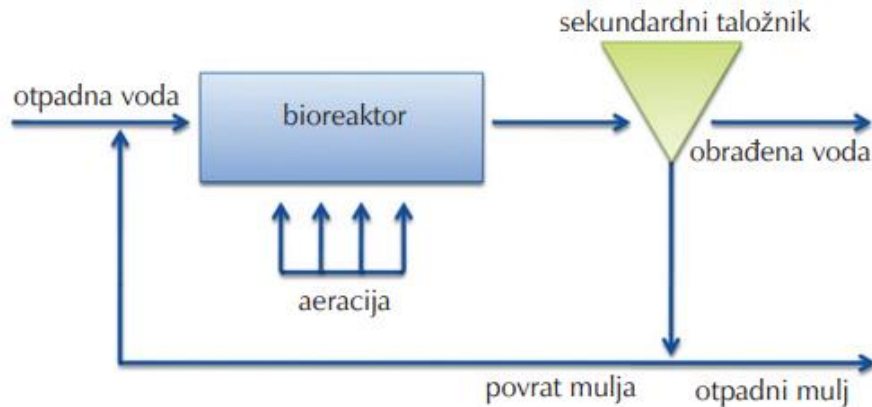 sekundardni taložnik
otpadna voda
bioreaktor
obrađena voda
aeracija
povrat mulja
otpadni mulj